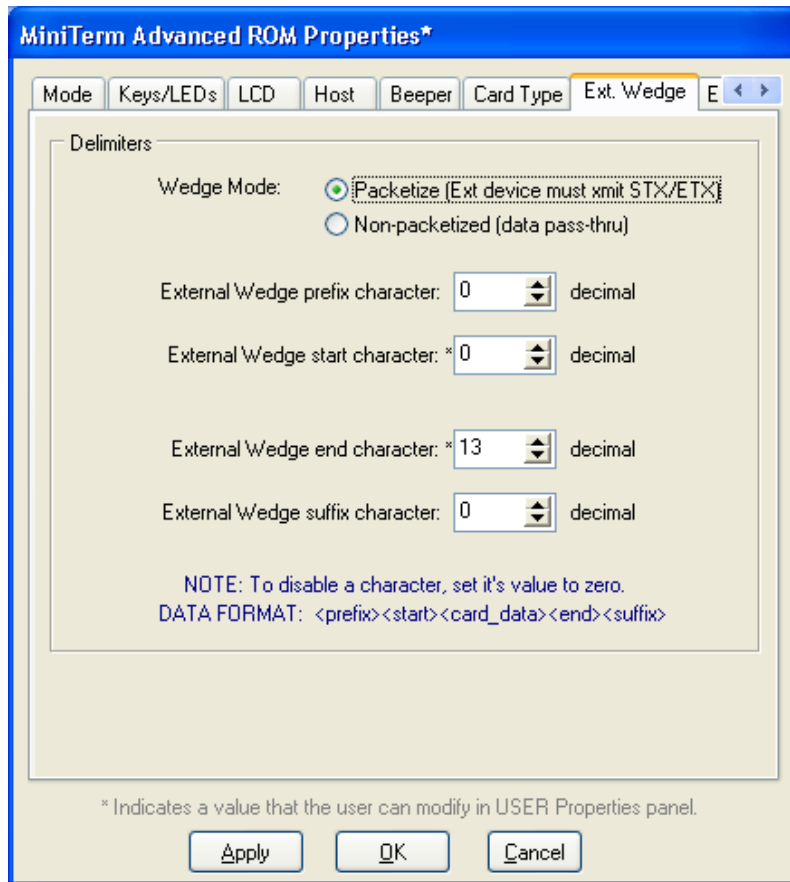 MiniTerm Advanced ROM Properties*
Mode Keys/LEDs LCD Host Beeper Card Type Ext. Wedge E
Delimiters
Wedge Mode: Packetize (Ext device must xmit STX/ETX)
Non-packetized (data pass-thru)
External Wedge prefix character: 0 decimal
External Wedge start character: * 0 decimal
External Wedge end character: * 13 decimal
External Wedge suffix character: 0 decimal
NOTE: To disable a character, set it's value to zero.
DATA FORMAT: <prefix><start><card_data><end><suffix>
* Indicates a value that the user can modify in USER Properties panel.
Apply OK Cancel